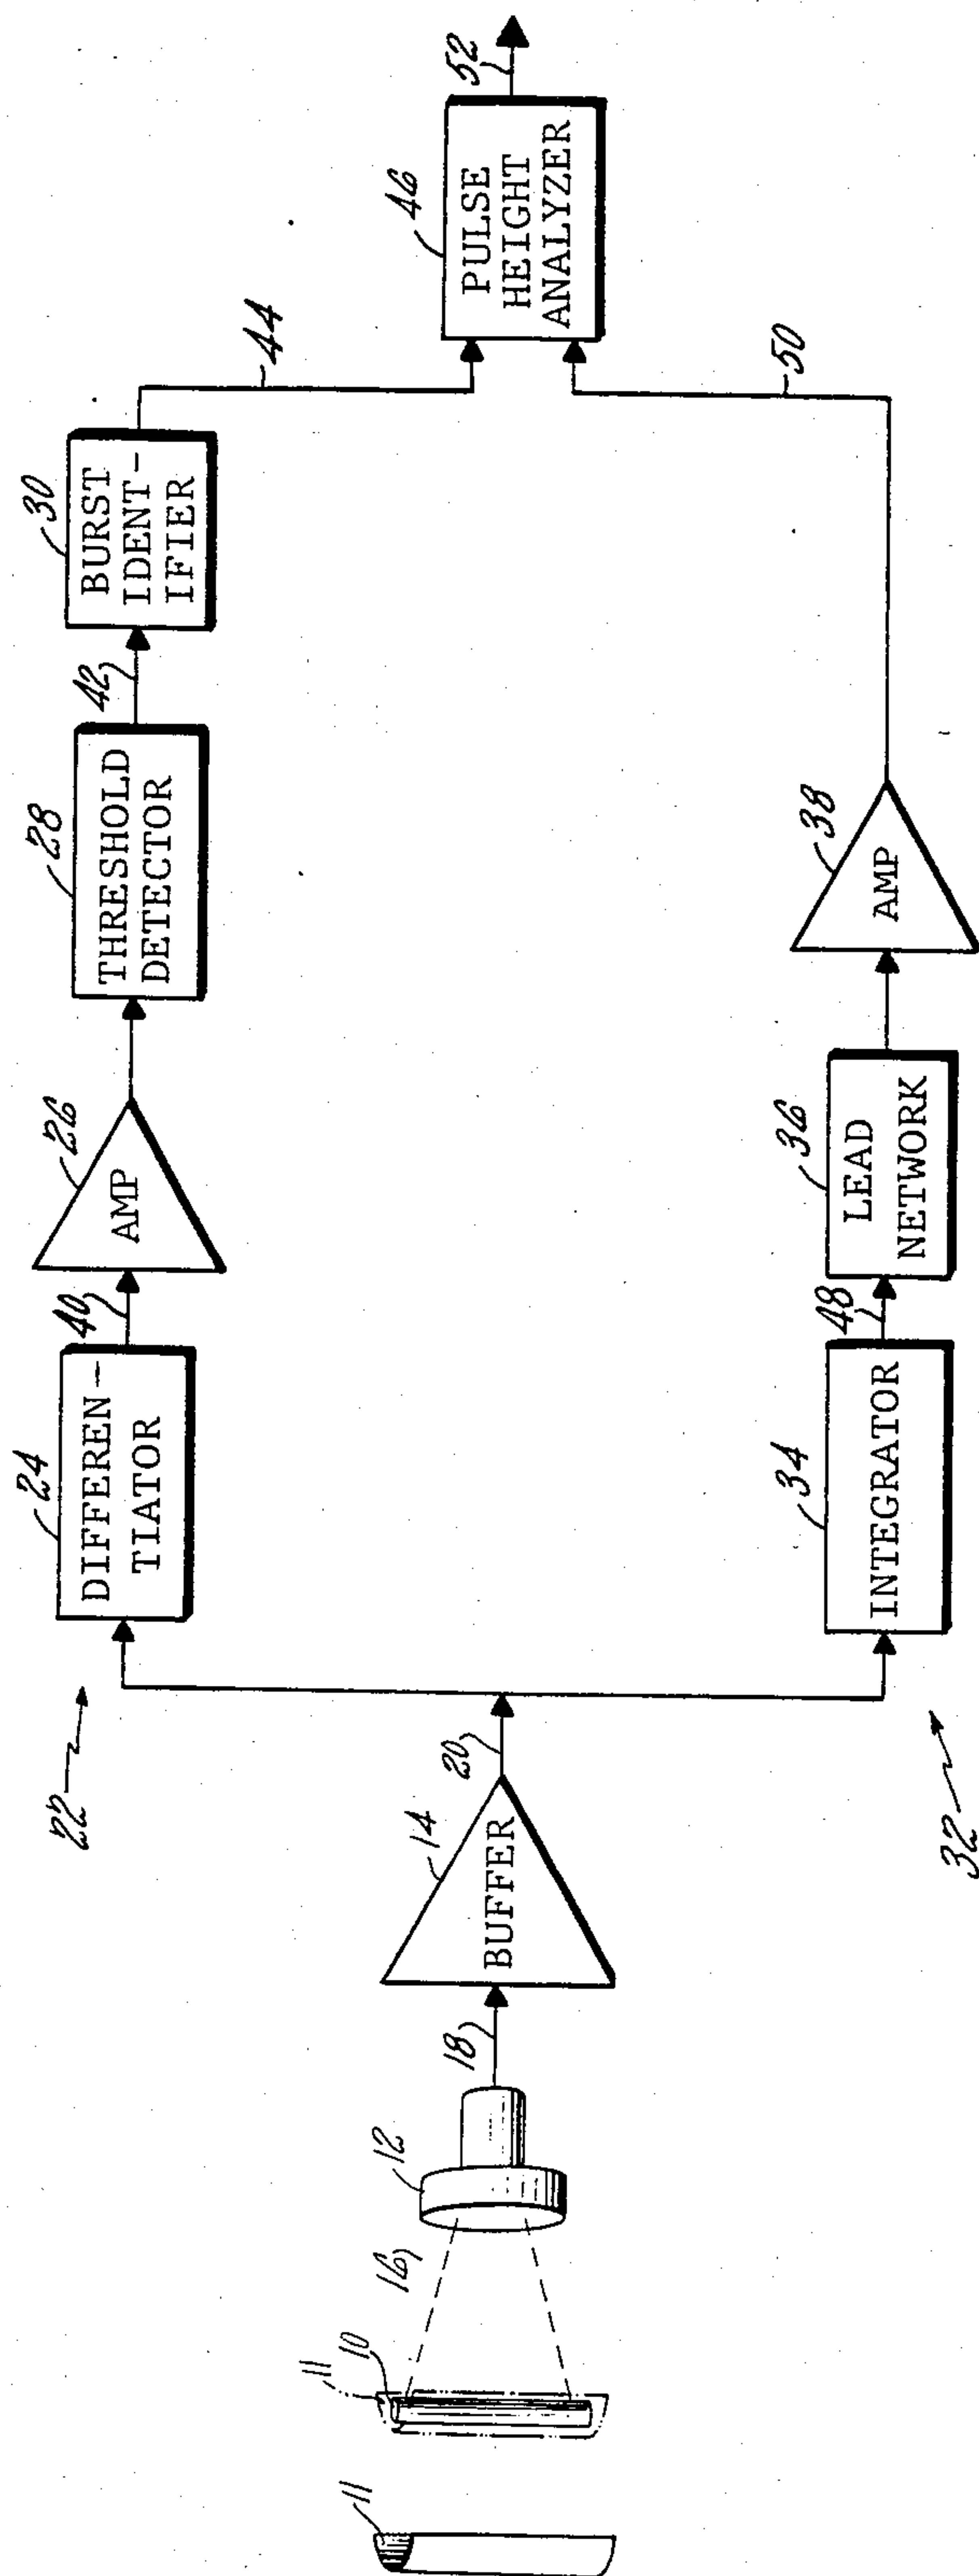 11
11
10
16
12
18
BUFFER
14
20
22
32
DIFFEREN-
TIATOR
24
40
AMP
26
THRESHOLD
DETECTOR
28
42
BURST
IDENT-
IFIER
30
44
INTEGRATOR
34
48
LEAD
NETWORK
36
AMP
38
50
PULSE
HEIGHT
ANALYZER
46
52